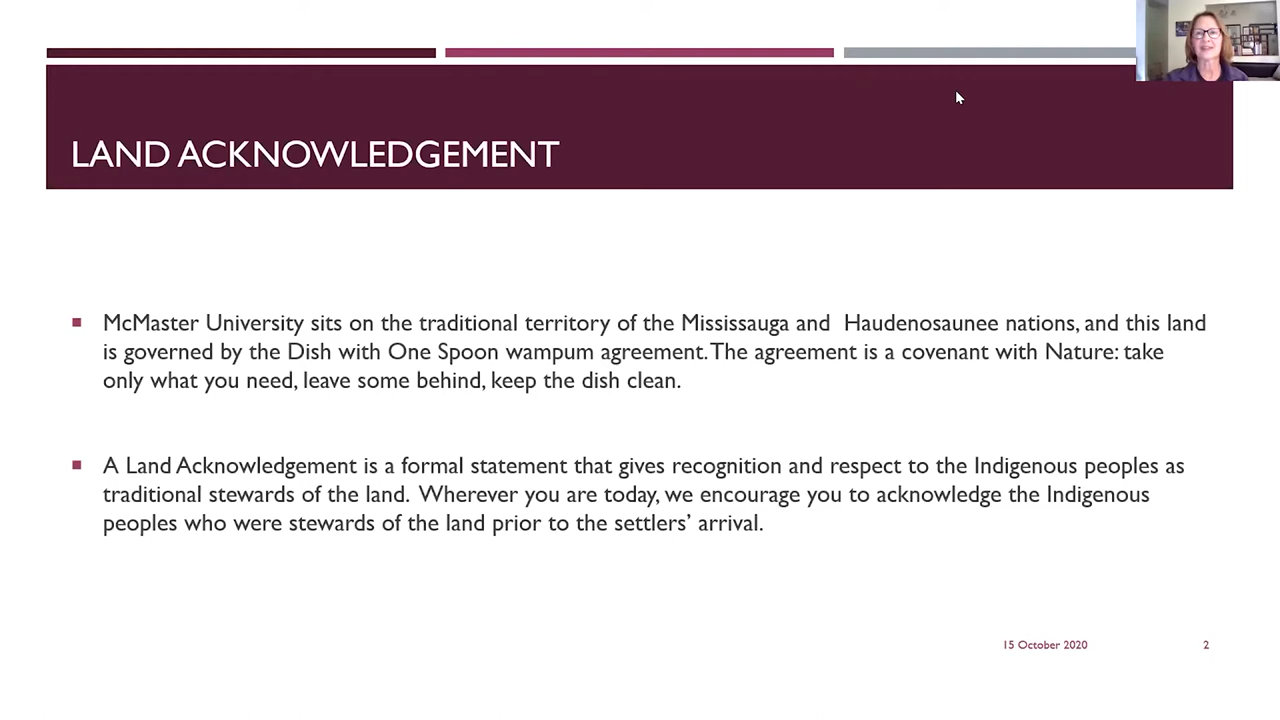 LAND ACKNOWLEDGEMENT
McMaster University sits on the traditional territory of the Mississauga and Haudenosaunee nations, and this land
is governed by the Dish with One Spoon wampum agreement. The agreement is a covenant with Nature: take
only what you need, leave some behind, keep the dish clean.
A Land Acknowledgement is a formal statement that gives recognition and respect to the Indigenous peoples as
traditional stewards of the land. Wherever you are today, we encourage you to acknowledge the Indigenous
peoples who were stewards of the land prior to the settlers' arrival.
15 October 2020 2